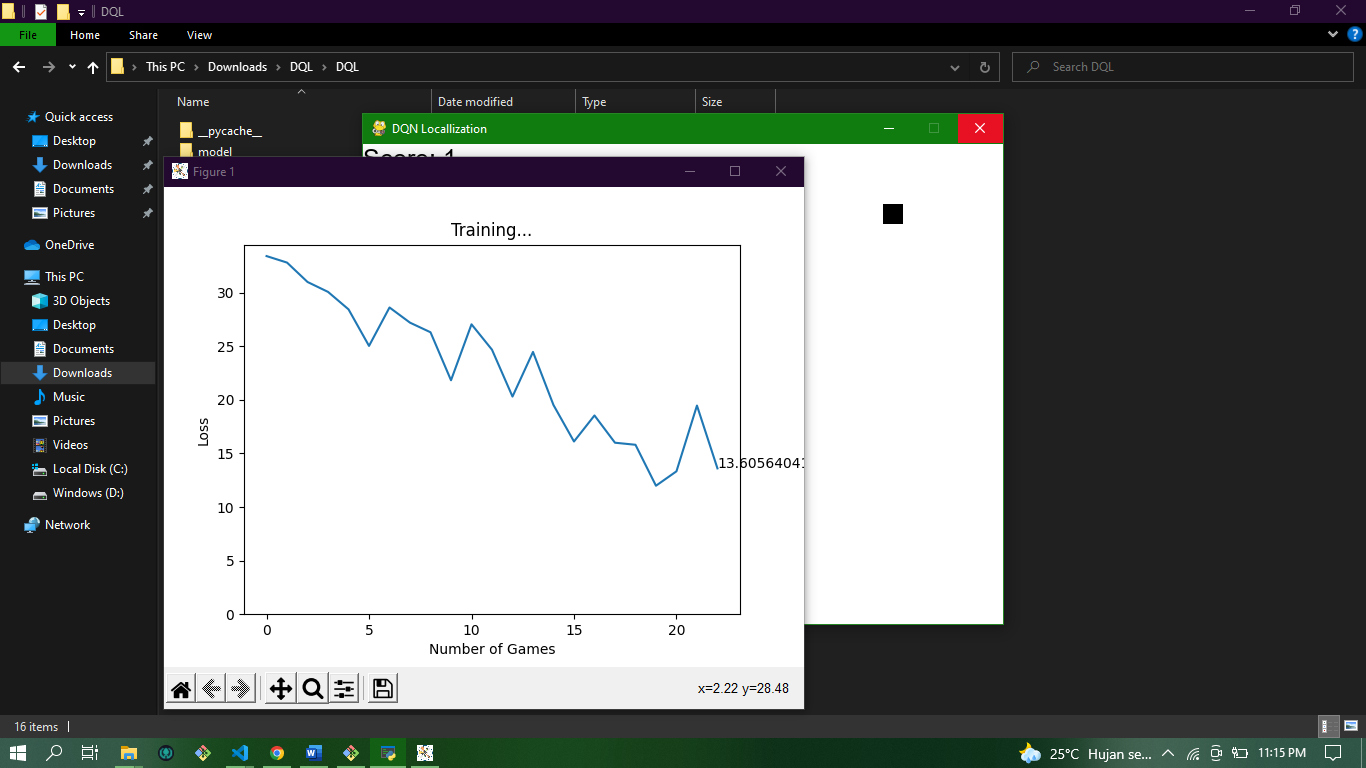 DQL
File
Home
Share
View
This PC
Downloads
DQL
DQL
Search DQL
Name
Date modified
Type
Size
Quick access
Desktop
Downloads
Documents
Pictures
OneDrive
This PC
3D Objects
Desktop
Documents
Downloads
Music
Pictures
Videos
Local Disk (C:)
Windows (D:)
Network
__pycache__
model
DQN Locallization
Score: 1
Figure 1
Training...
30
25
20
15
10
5
0
Loss
13.60564041
0
5
10
15
20
Number of Games
x=2.22 y=28.48
16 items
25°C Hujan se...
11:15 PM